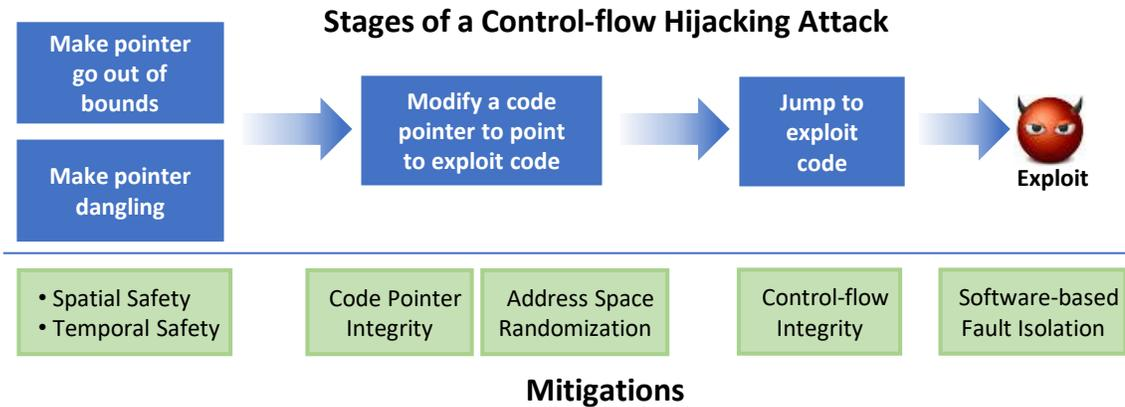 Stages of a Control-flow Hijacking Attack
Make pointer
go out of
bounds
Make pointer
dangling
Modify a code
pointer to point
to exploit code
Jump to
exploit
code
Exploit
• Spatial Safety
• Temporal Safety
Code Pointer
Integrity
Address Space
Randomization
Control-flow
Integrity
Software-based
Fault Isolation
Mitigations